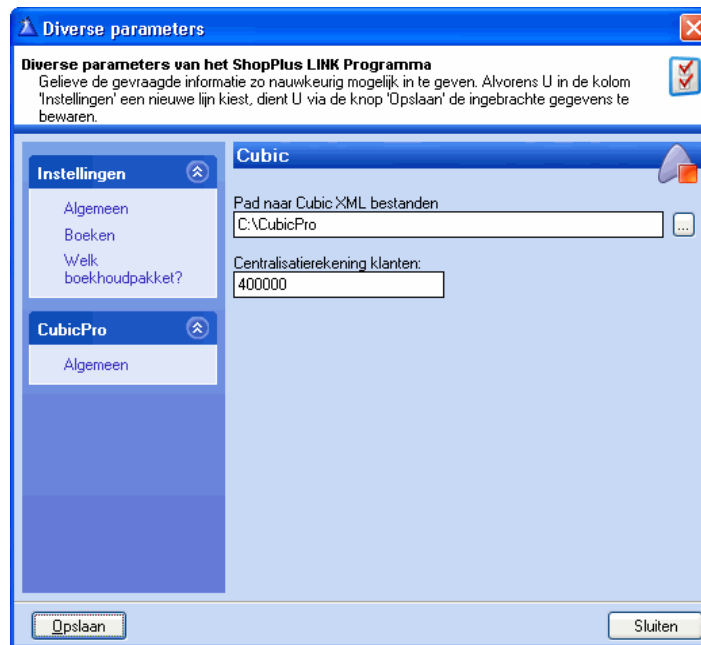 Diverse parameters
Diverse parameters van het ShopPlus LINK Programma
Gelieve de gevraagde informatie zo nauwkeurig mogelijk in te geven. Alvorens U in de kolom
'Instellingen' een nieuwe lijn kiest, dient U via de knop 'Opslaan' de ingebrachte gegevens te
bewaren.
Instellingen
Algemeen
Boeken
Welk
boekhoudpakket?
CubicPro
Algemeen
Cubic
Pad naar Cubic XML bestanden
C:\CubicPro
...
Centralisatierekening klanten:
400000
Opslaan
Sluiten